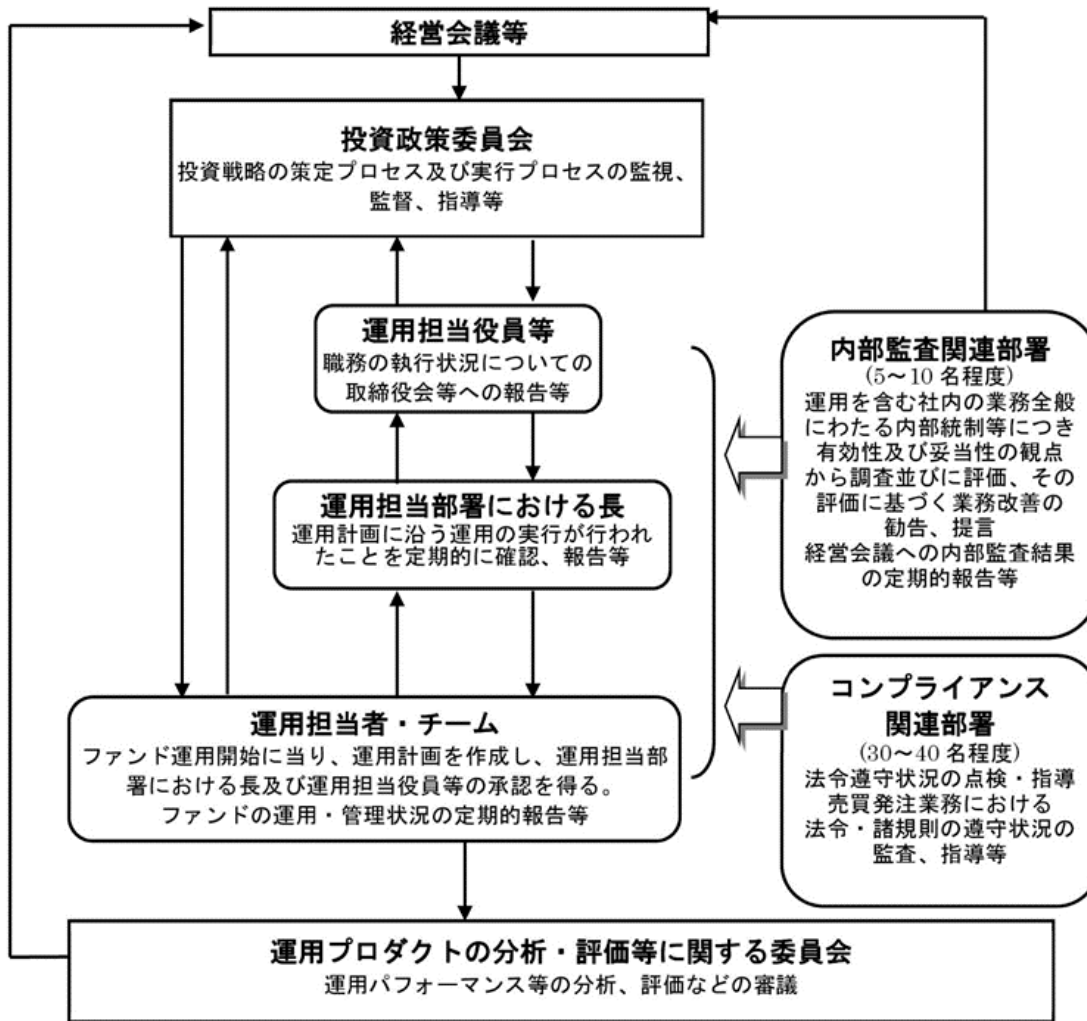 経営会議等
投資政策委員会
投資戦略の策定プロセス及び実行プロセスの監視、
監督、指導等
運用担当役員等
職務の執行状況についての
取締役会等への報告等
運用担当部署における長
運用計画に沿う運用の実行が行われ
たことを定期的に確認、報告等
運用担当者・チーム
ファンド運用開始に当り、運用計画を作成し、運用担当部
署における長及び運用担当役員等の承認を得る。
ファンドの運用・管理状況の定期的報告等
内部監査関連部署
(5～10 名程度)
運用を含む社内の業務全般
にわたる内部統制等につき
有効性及び妥当性の観点
から調査並びに評価、その
評価に基づく業務改善の
勧告、提言
経営会議への内部監査結果
の定期的報告等
コンプライアンス
関連部署
(30～40 名程度)
法令遵守状況の点検・指導
売買発注業務における
法令・諸規則の遵守状況の
監査、指導等
運用プロダクトの分析・評価等に関する委員会
運用パフォーマンス等の分析、評価などの審議